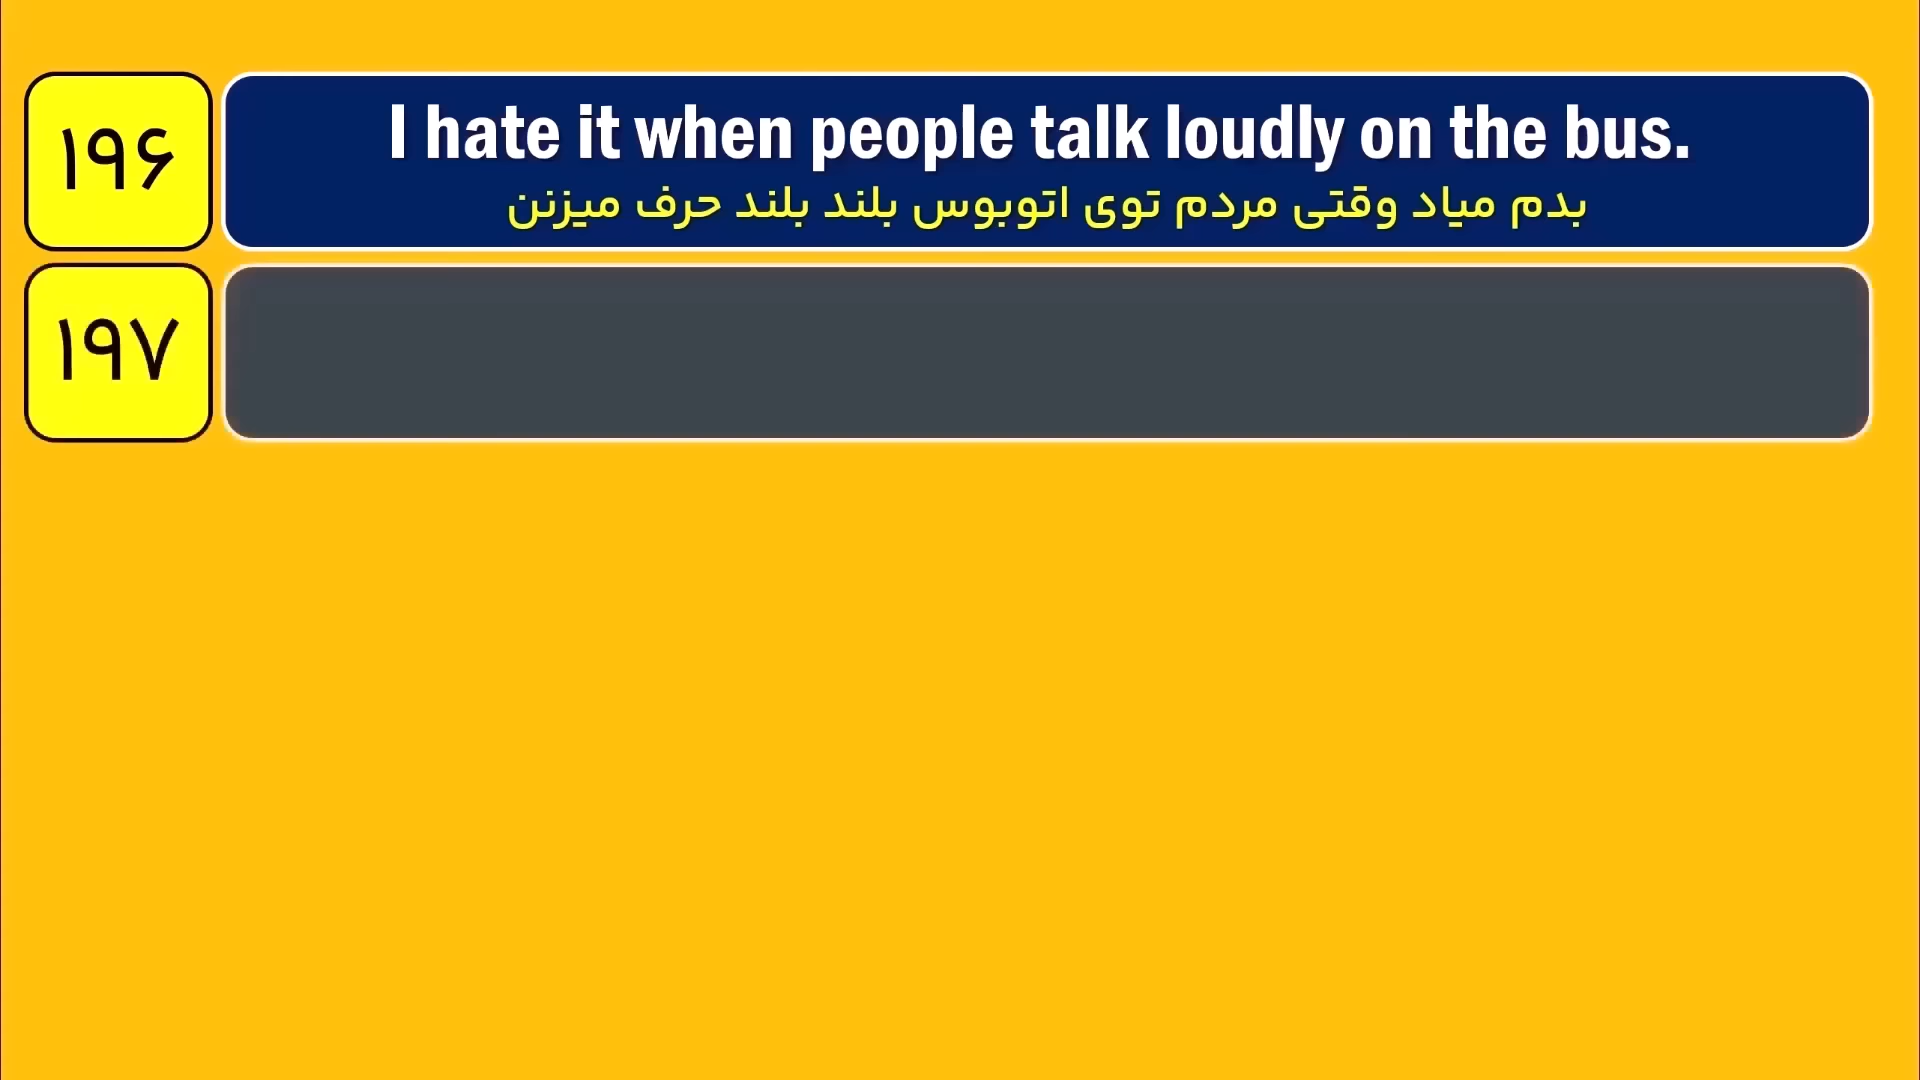 ۱۹۶
I hate it when people talk loudly on the bus.
بدم میاد وقتی مردم توی اتوبوس بلند بلند حرف میزنن
۱۹۷